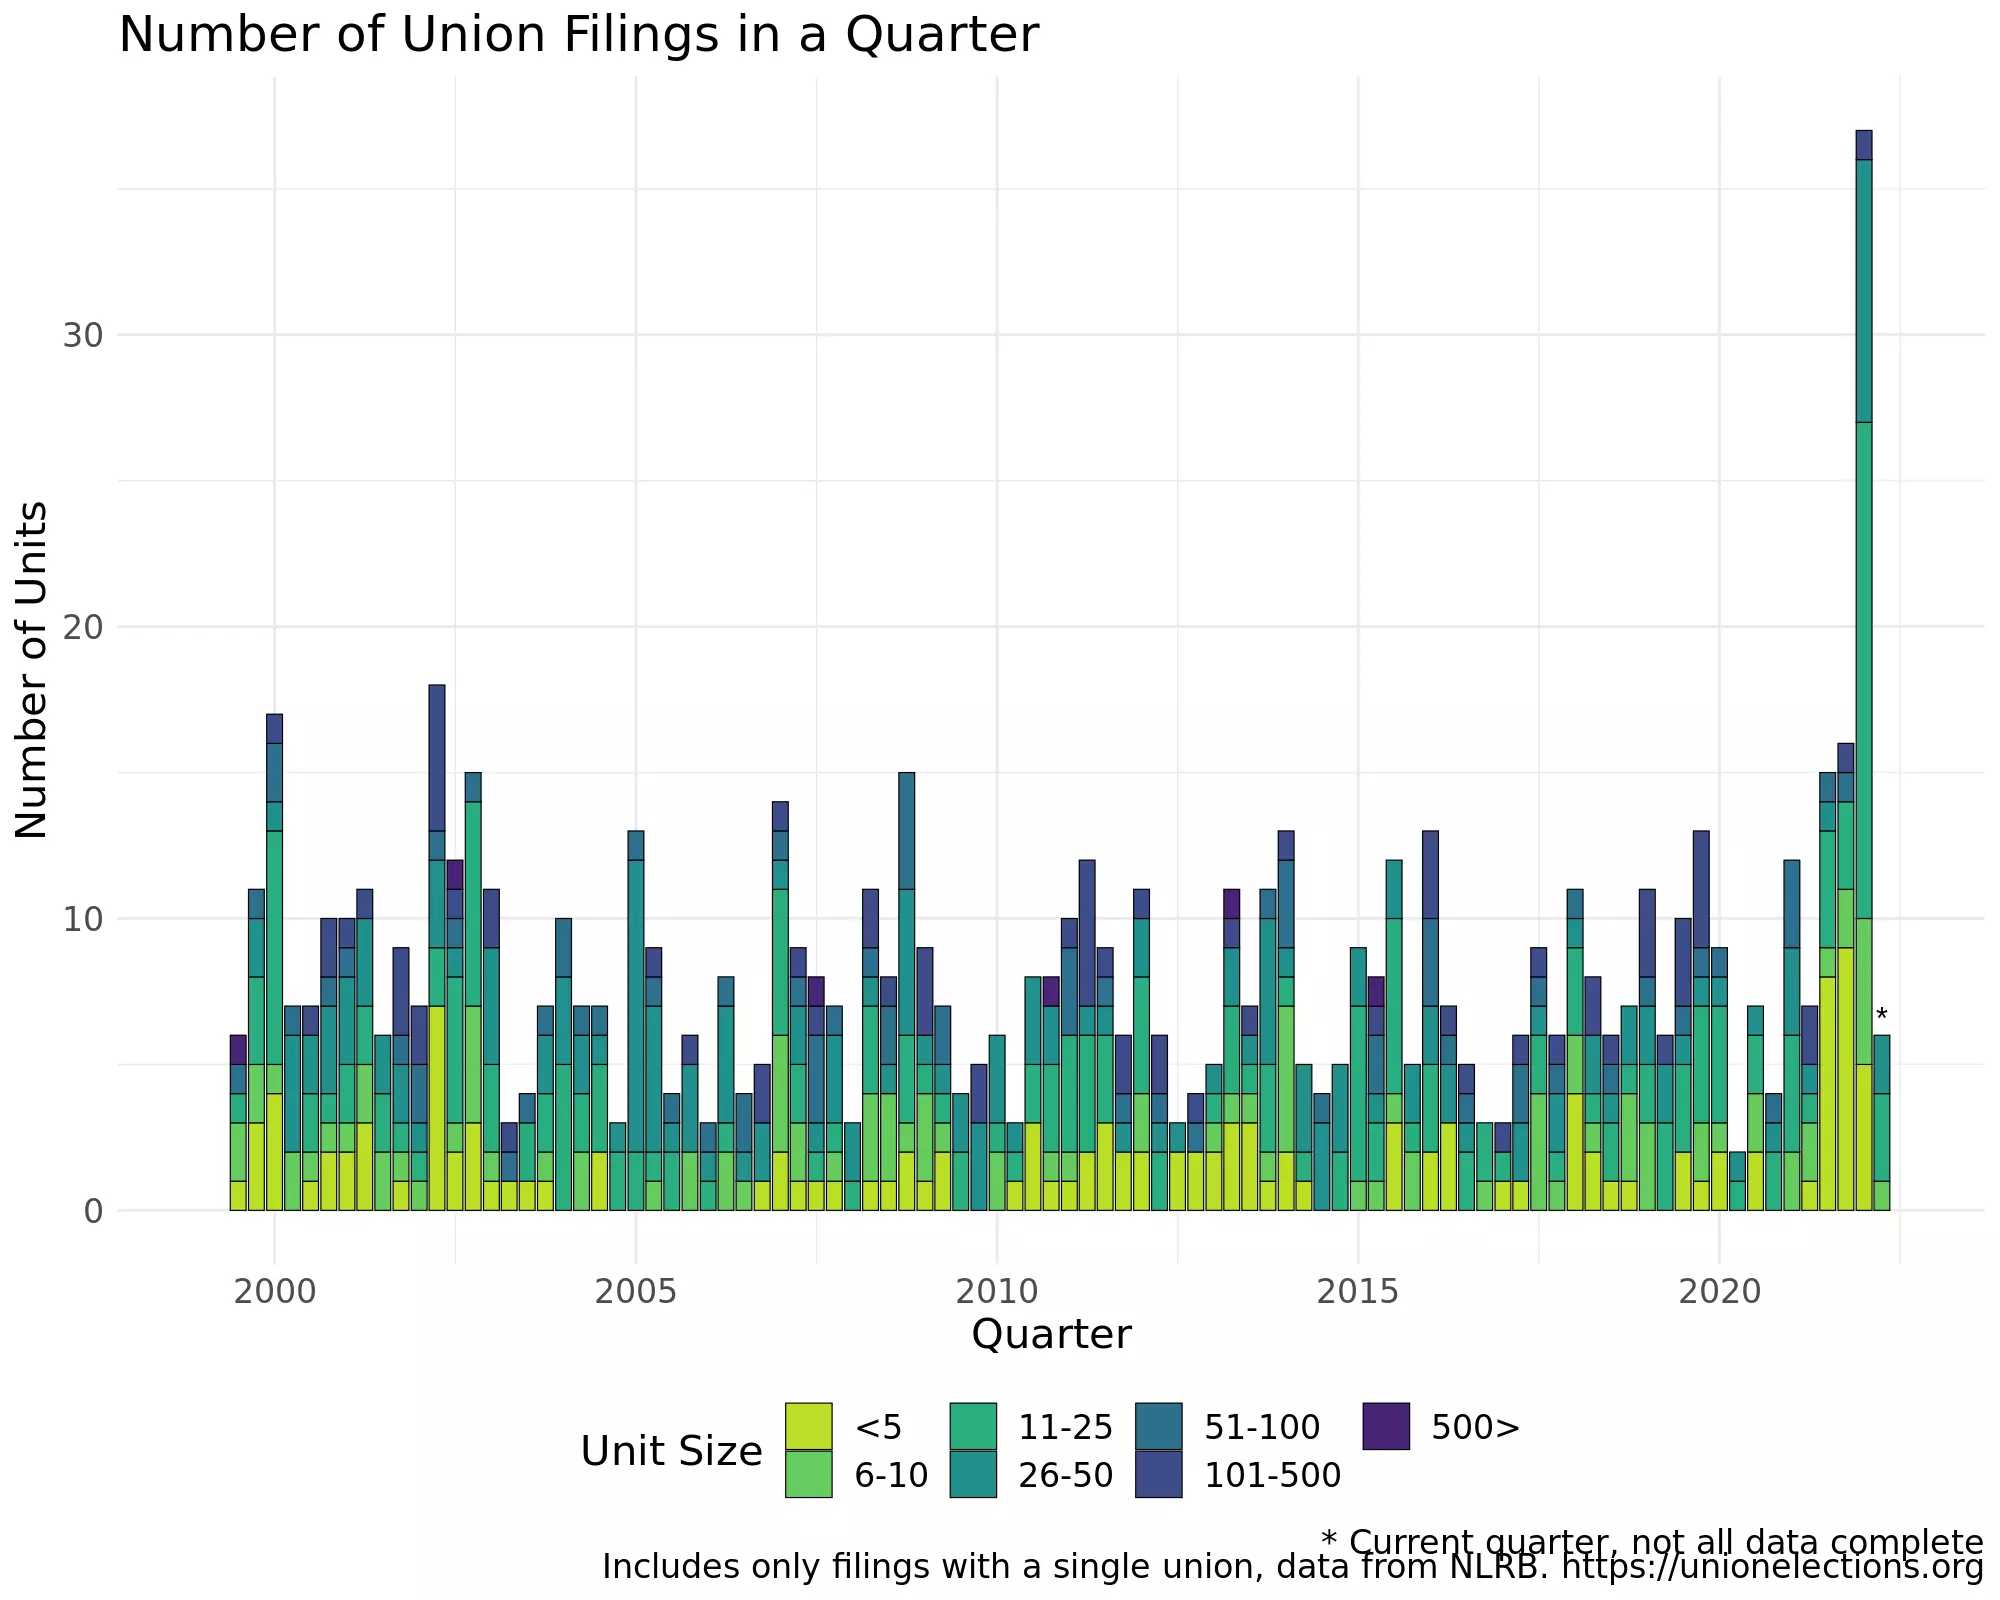 Number of Union Filings in a Quarter
Number of Units
30
20
10
0
*
2000 2005 2010 2015 2020
Quarter
Unit Size
<5 11-25 51-100 500>
6-10 26-50 101-500
* Current quarter, not all data complete
Includes only filings with a single union, data from NLRB. https://unionelections.org